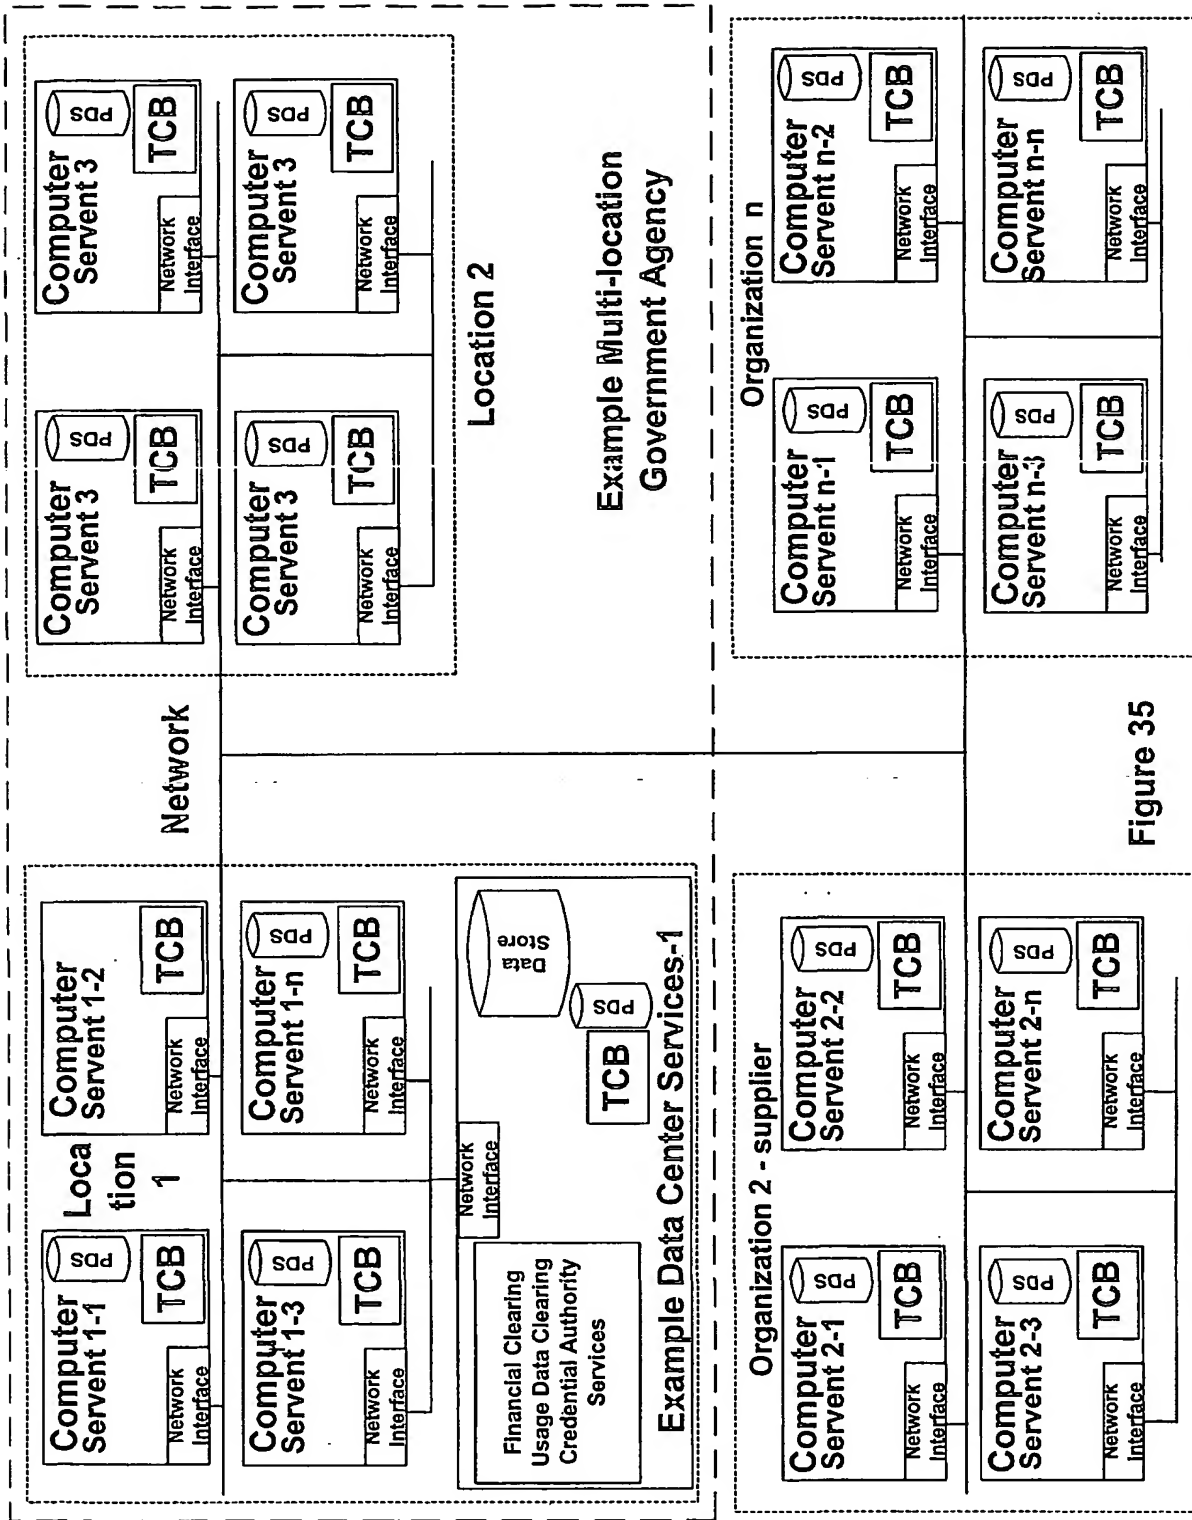 Computer
Servent 1-1
PDS
TCB
Network
Interface
Loca
tion
1
Computer
Servent 1-2
TCB
Network
Interface
Computer
Servent 1-3
PDS
TCB
Network
Interface
Computer
Servent 1-n
PDS
TCB
Network
Interface
Network
Interface
Financial Clearing
Usage Data Clearing
Credential Authority
Services
TCB
PDS
Data
Store
Example Data Center Services-1
Network
Computer
Servent 3
PDS
TCB
Network
Interface
Computer
Servent 3
PDS
TCB
Network
Interface
Computer
Servent 3
PDS
TCB
Network
Interface
Computer
Servent 3
PDS
TCB
Network
Interface
Location 2
Example Multi-location
Government Agency
Organization 2 - supplier
Computer
Servent 2-1
PDS
TCB
Network
Interface
Computer
Servent 2-2
PDS
TCB
Network
Interface
Computer
Servent 2-3
PDS
TCB
Network
Interface
Computer
Servent 2-n
PDS
TCB
Network
Interface
Organization n
Computer
Servent n-1
PDS
TCB
Network
Interface
Computer
Servent n-2
PDS
TCB
Network
Interface
Computer
Servent n-3
PDS
TCB
Network
Interface
Computer
Servent n-n
PDS
TCB
Network
Interface
Figure 35